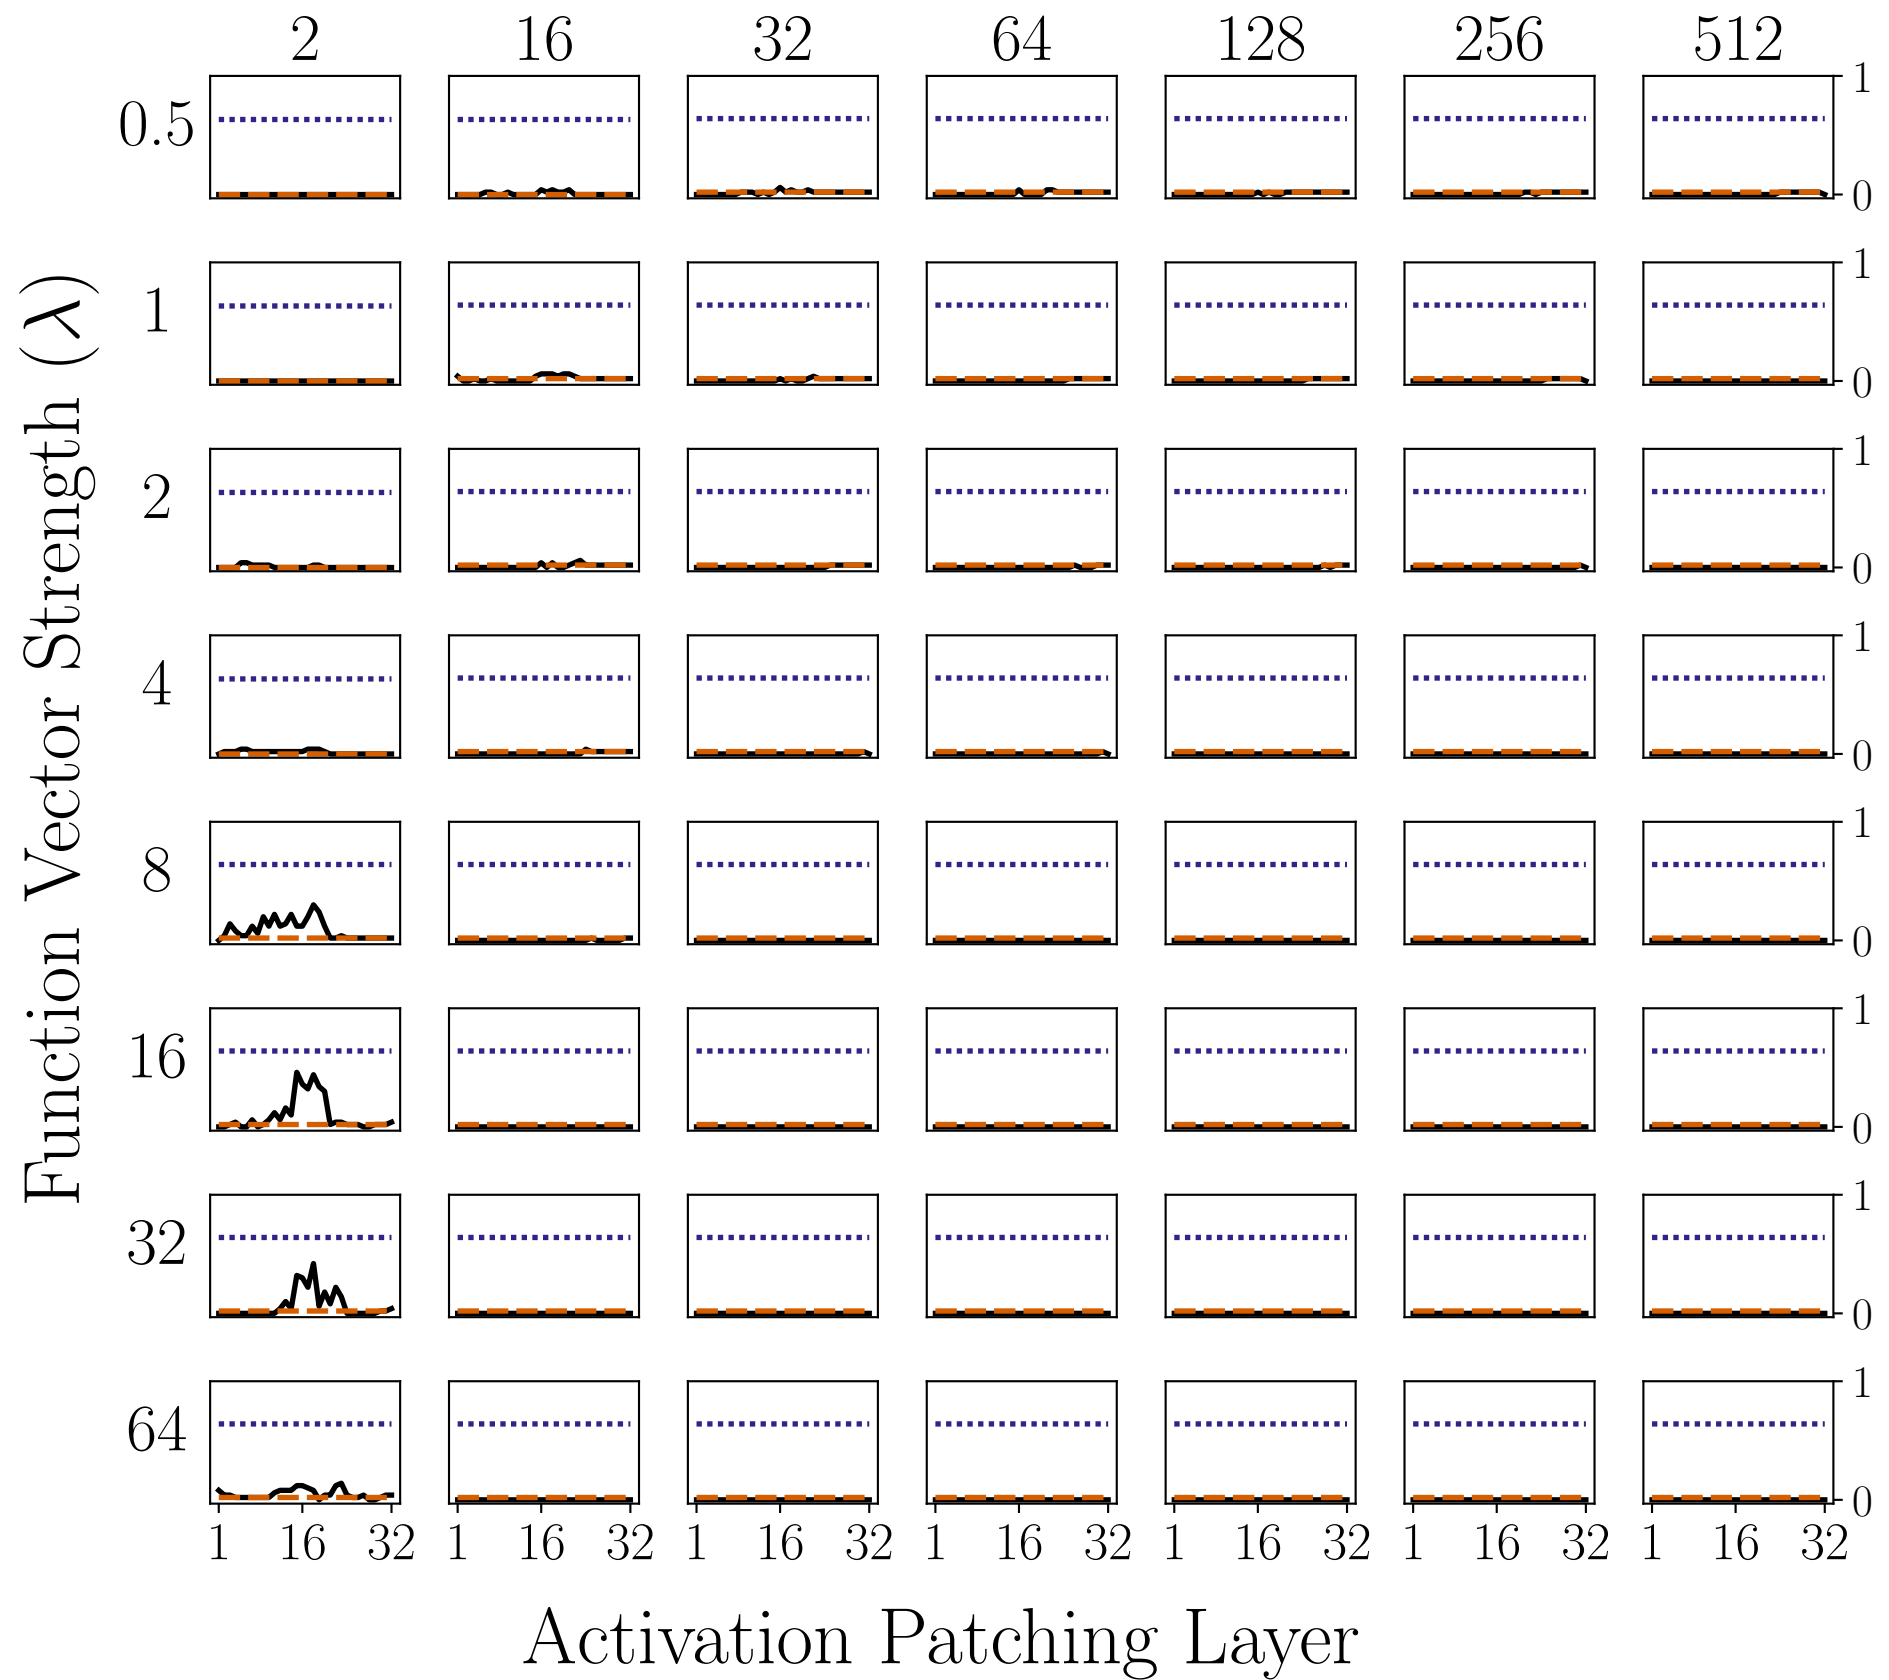 2 16 32 64 128 256 512
Function Vector Strength (λ)
0.5 1 0
1 1 0
2 1 0
4 1 0
8 1 0
16 1 0
32 1 0
64 1 0
1 16 32 1 16 32 1 16 32 1 16 32 1 16 32 1 16 32 1 16 32
Activation Patching Layer